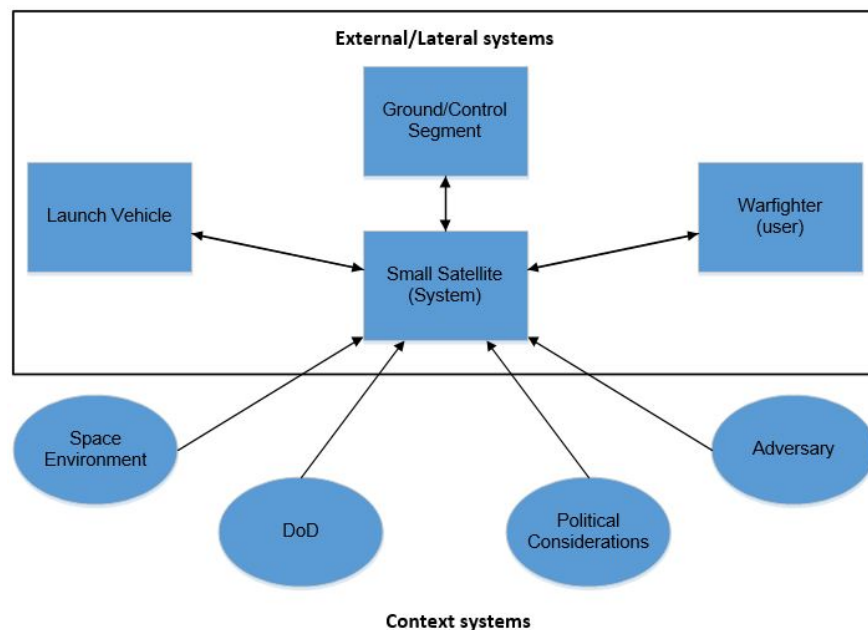 External/Lateral systems
Ground/Control
Segment
Launch Vehicle
Warfighter
(user)
Small Satellite
(System)
Space
Environment
Adversary
DoD
Political
Considerations
Context systems